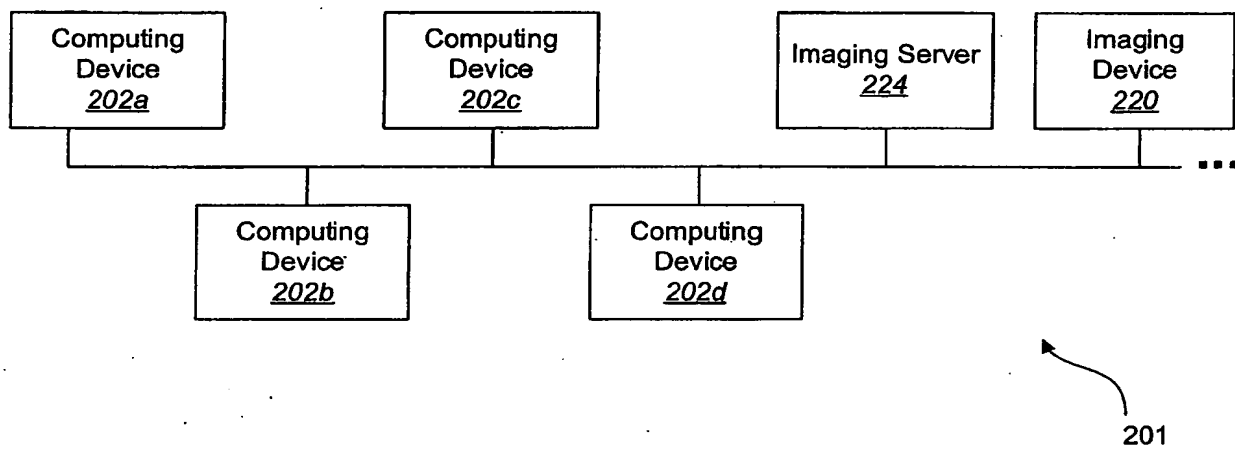 Computing
Device
202a
Computing
Device
202c
Imaging Server
224
Imaging
Device
220
...
Computing
Device
202b
Computing
Device
202d
201